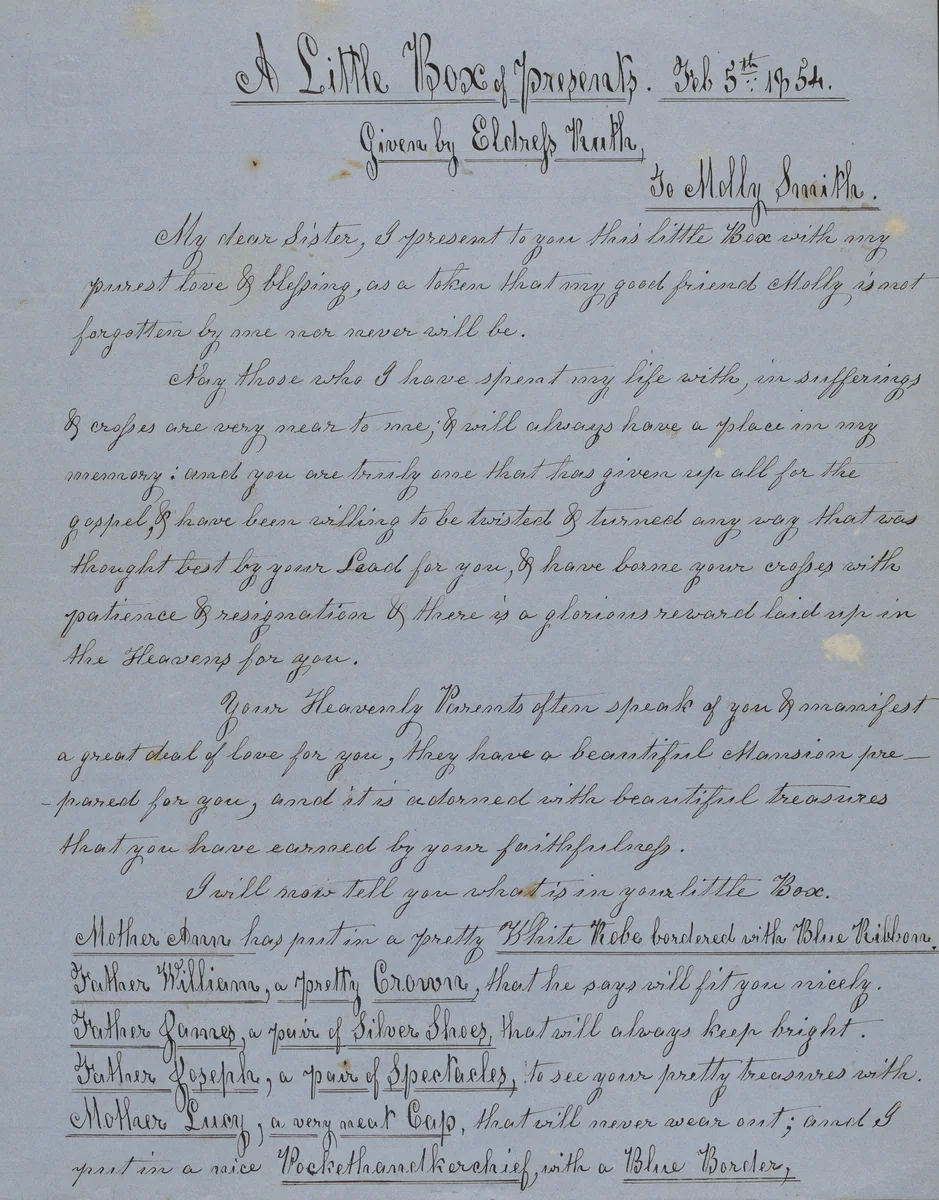 A Little Box of Presents. Feb 5th 1854.
Given by Eldress Ruth,
To Molly Smith.
My dear Sister, I present to you this little Box with my
purest love & blessing, as a token that my good friend Molly is not
forgotten by me nor never will be.
Nay those who I have spent my life with, in sufferings
& crosses are very near to me; & will always have a place in my
memory: and you are truly one that has given up all for the
gospel, & have been willing to be twisted & turned any way that was
thought best by your Lead for you, & have borne your crosses with
patience & resignation & there is a glorious reward laid up in
the Heavens for you.
Your Heavenly Parents often speak of you & manifest
a great deal of love for you, they have a beautiful Mansion pre-
-pared for you, and it is adorned with beautiful treasures
that you have earned by your faithfulness.
I will now tell you what is in your little Box.
Mother Ann has put in a pretty White Robe bordered with Blue Ribbon.
Father William, a pretty Crown, that he says will fit you nicely.
Father James, a pair of Silver Shoes, that will always keep bright.
Father Joseph, a pair of Spectacles, to see your pretty treasures with.
Mother Lucy, a very neat Cap, that will never wear out; and I
put in a nice Pockethandkerchief, with a Blue Border,